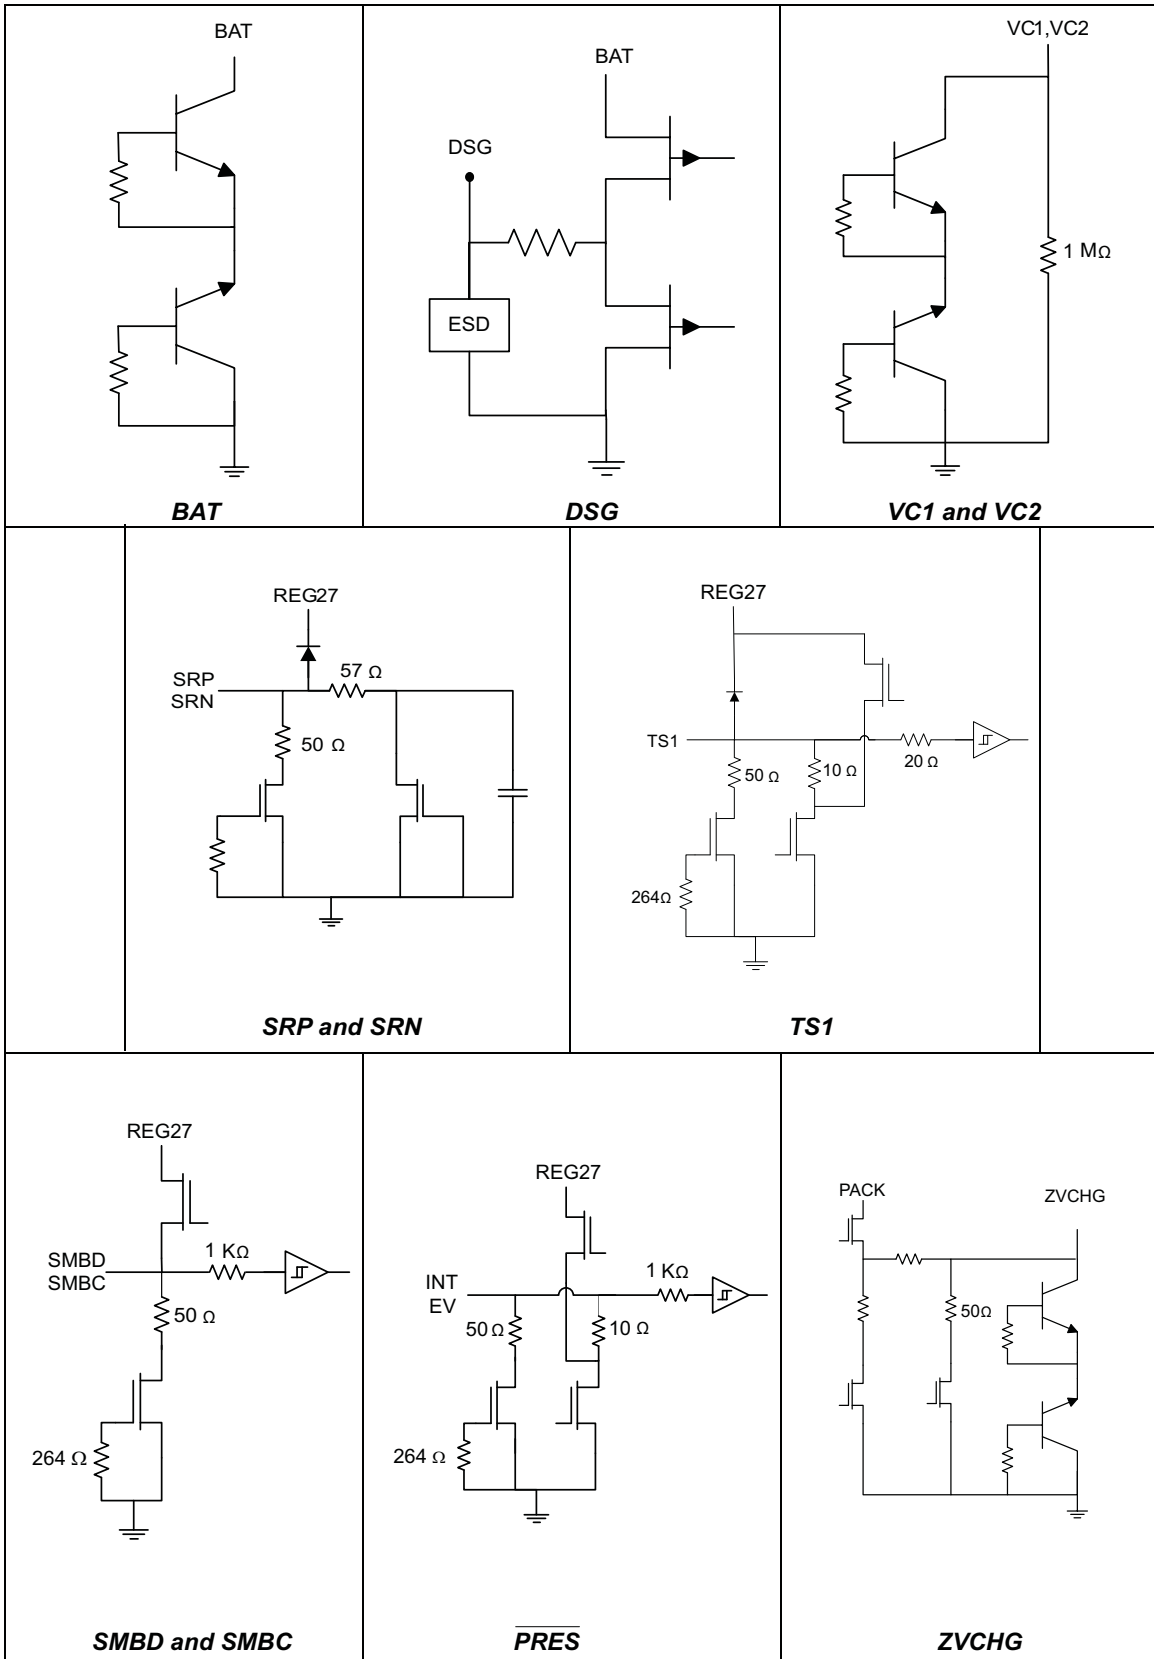 BAT
BAT
DSG
ESD
VC1,VC2
1 MΩ
BAT
DSG
VC1 and VC2
REG27
57 Ω
SRP
SRN
50 Ω
REG27
TS1
50 Ω
10 Ω
20 Ω
264Ω
SRP and SRN
TS1
REG27
SMBD
SMBC
1 KΩ
50 Ω
264 Ω
REG27
INT
EV
1 KΩ
50 Ω
10 Ω
264 Ω
PACK
ZVCHG
50Ω
SMBD and SMBC
PRES
ZVCHG